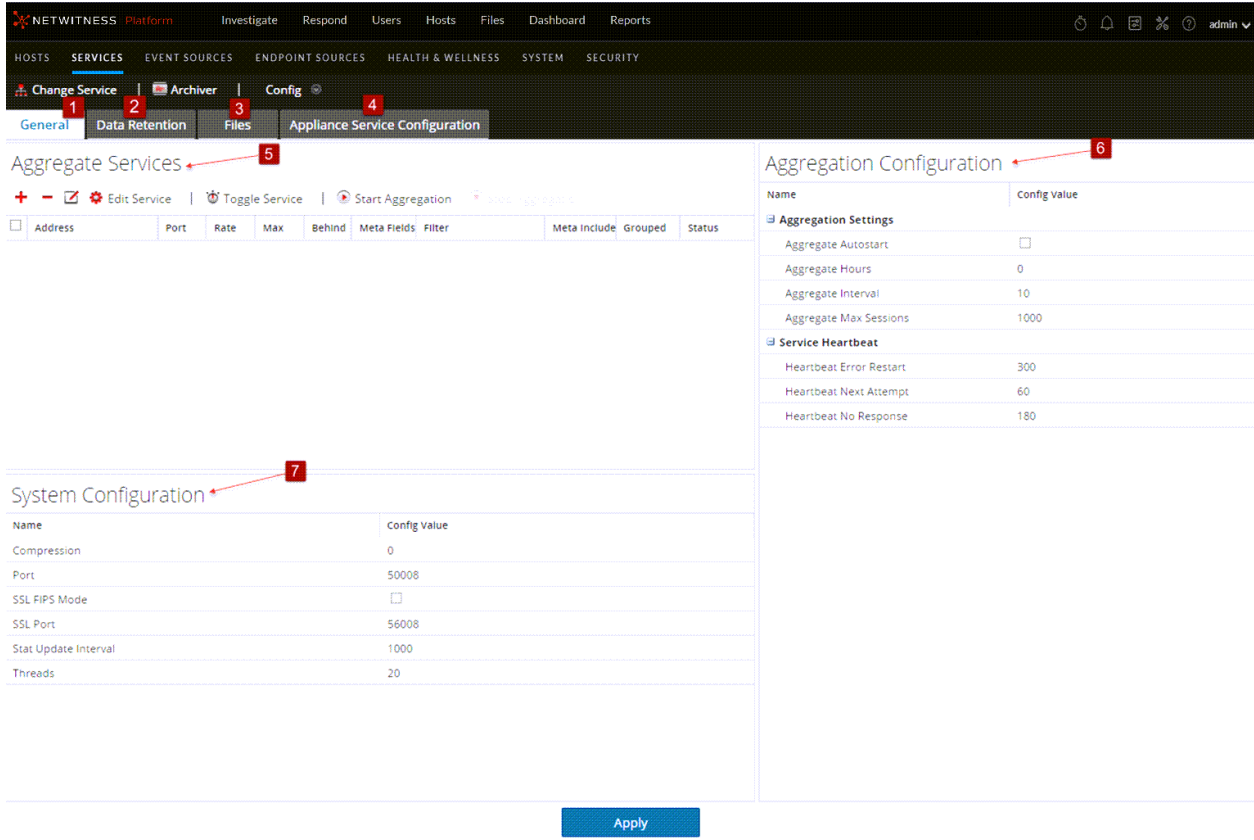 NETWITNESS Platform Investigate Respond Users Hosts Files Dashboard Reports admin
HOSTS SERVICES EVENT SOURCES ENDPOINT SOURCES HEALTH & WELLNESS SYSTEM SECURITY
Change Service | Archiver | Config
1 2 3 4
General Data Retention Files Appliance Service Configuration
Aggregate Services 5
Edit Service | Toggle Service | Start Aggregation
Address Port Rate Max Behind Meta Fields Filter Meta Include Grouped Status
Aggregation Configuration 6
Name Config Value
Aggregation Settings
Aggregate Autostart
Aggregate Hours 0
Aggregate Interval 10
Aggregate Max Sessions 1000
Service Heartbeat
Heartbeat Error Restart 300
Heartbeat Next Attempt 60
Heartbeat No Response 180
System Configuration 7
Name Config Value
Compression 0
Port 50008
SSL FIPS Mode
SSL Port 56008
Stat Update Interval 1000
Threads 20
Apply